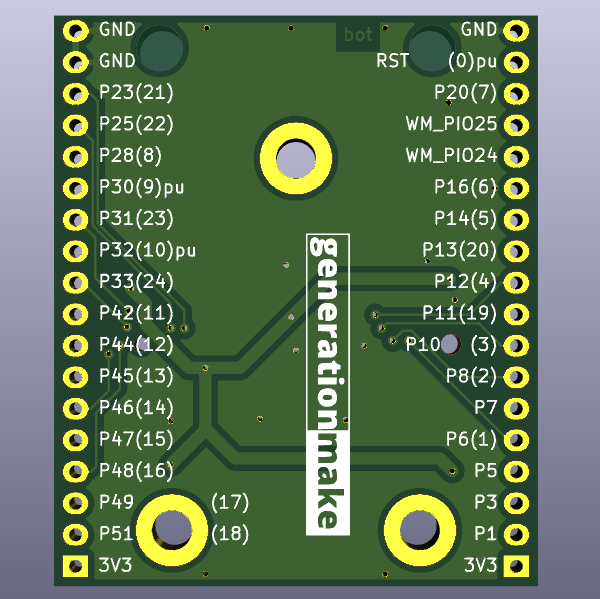 GND
GND
P23(21)
P25(22)
P28(8)
P30(9)pu
P31(23)
P32(10)pu
P33(24)
P42(11)
P44(12)
P45(13)
P46(14)
P47(15)
P48(16)
P49 (17)
P51 (18)
3V3
bot
generationmake
GND
RST (0)pu
P20(7)
WM_PIO25
WM_PIO24
P16(6)
P14(5)
P13(20)
P12(4)
P11(19)
P10 (3)
P8(2)
P7
P6(1)
P5
P3
P1
3V3